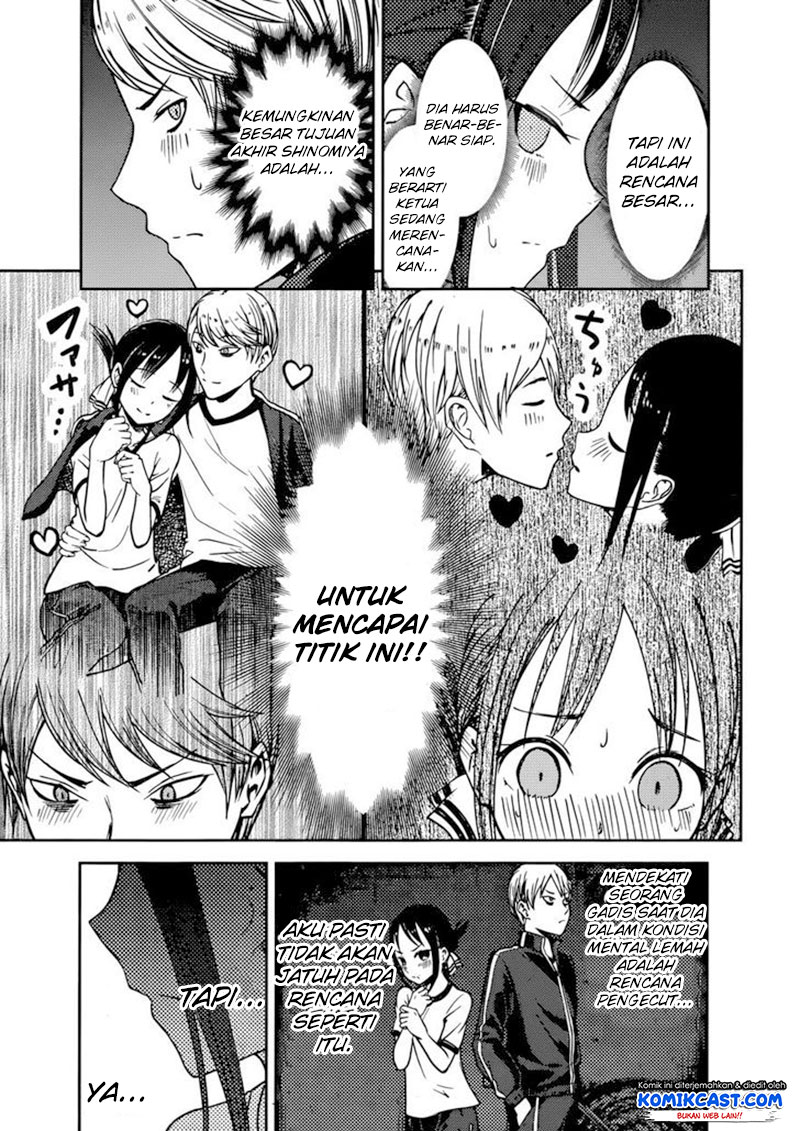 TAPI INI
ADALAH
RENCANA
BESAR...
DIA HARUS
BENAR-BE-
NAR SIAP.
YANG
BERARTI
KETUA
SEDANG
MEREN-
CANA-
KAN...
KEMUNGKINAN
BESAR TUJUAN
AKHIR SHINOMIYA
ADALAH...
ちゅう
ファサ...
UNTUK
MENCAPAI
TITIK INI!!
MENDEKATI
SEORANG
GADIS SAAT DIA
DALAM KONDISI
MENTAL LEMAH
ADALAH
RENCANA
PENGECUT...
AKU PASTI
TIDAK AKAN
JATUH PADA
RENCANA
SEPERTI
ITU.
TAPI...
YA...
Komik ini diterjemahkan & diedit oleh
KOMIKCAST.COM
BUKAN WEB LAIN!!